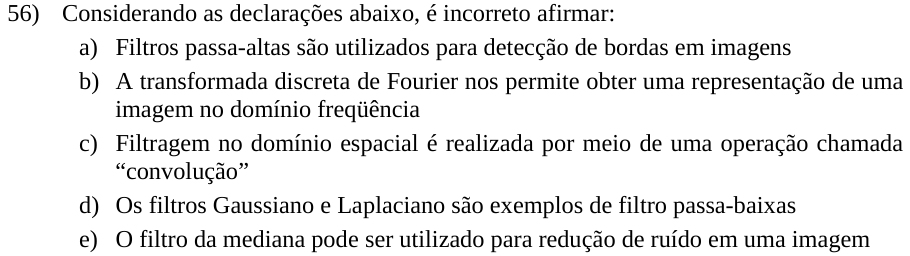 56) Considerando as declarações abaixo, é incorreto afirmar:
a) Filtros passa-altas são utilizados para detecção de bordas em imagens
b) A transformada discreta de Fourier nos permite obter uma representação de uma
imagem no domínio freqüência
c) Filtragem no domínio espacial é realizada por meio de uma operação chamada
“convolução”
d) Os filtros Gaussiano e Laplaciano são exemplos de filtro passa-baixas
e) O filtro da mediana pode ser utilizado para redução de ruído em uma imagem